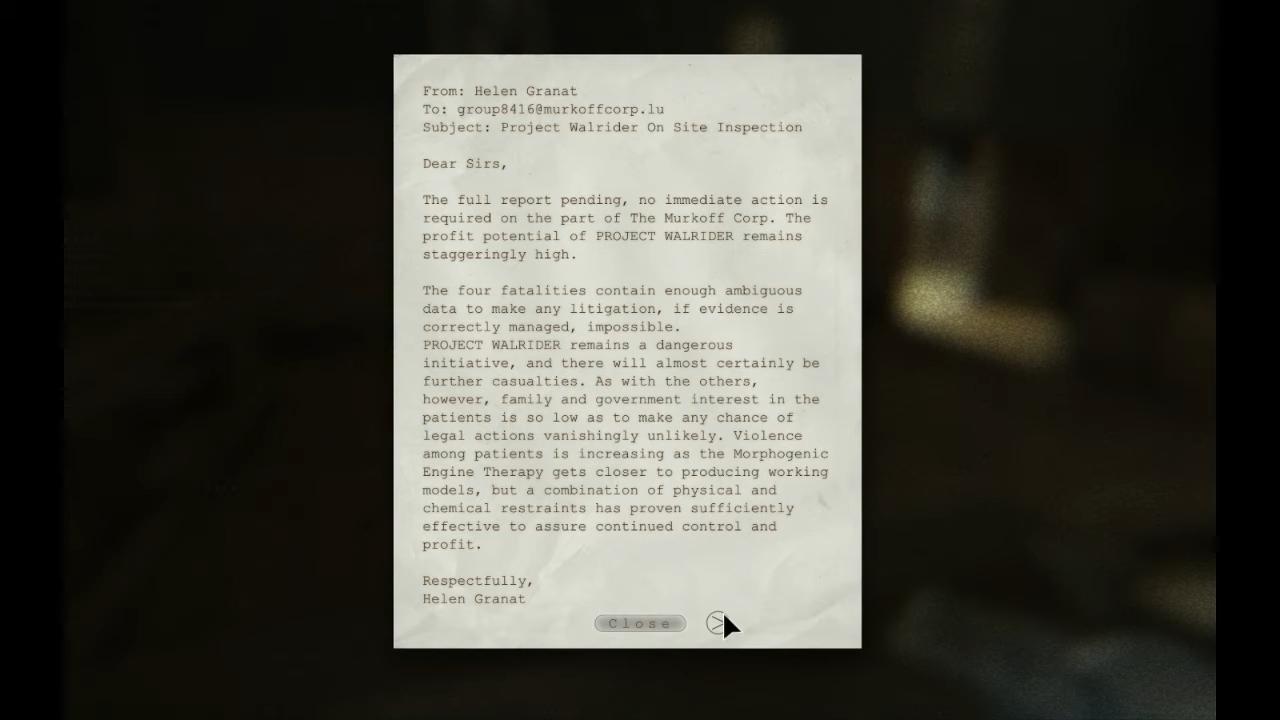 From: Helen Granat
To: group8416@murkoffcorp.lu
Subject: Project Walrider On Site Inspection
Dear Sirs,
The full report pending, no immediate action is
required on the part of The Murkoff Corp. The
profit potential of PROJECT WALRIDER remains
staggeringly high.
The four fatalities contain enough ambiguous
data to make any litigation, if evidence is
correctly managed, impossible.
PROJECT WALRIDER remains a dangerous
initiative, and there will almost certainly be
further casualties. As with the others,
however, family and government interest in the
patients is so low as to make any chance of
legal actions vanishingly unlikely. Violence
among patients is increasing as the Morphogenic
Engine Therapy gets closer to producing working
models, but a combination of physical and
chemical restraints has proven sufficiently
effective to assure continued control and
profit.
Respectfully,
Helen Granat
Close >